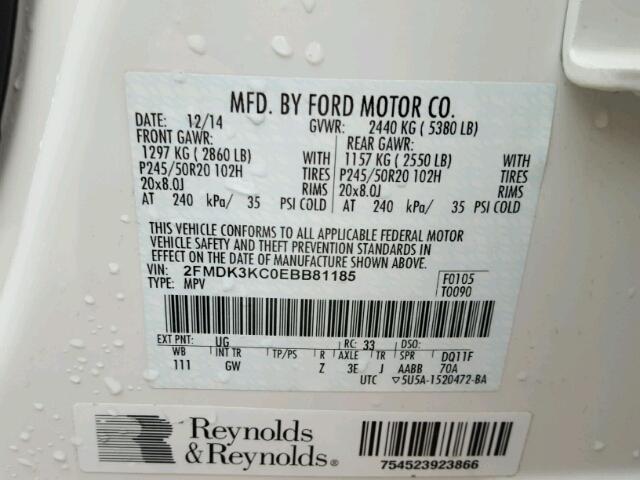 MFD. BY FORD MOTOR CO.
DATE: 12/14 GVWR: 2440 KG ( 5380 LB)
FRONT GAWR: REAR GAWR:
1297 KG ( 2860 LB) WITH 1157 KG ( 2550 LB) WITH
P245/50R20 102H TIRES P245/50R20 102H TIRES
20x8.0J RIMS 20x8.0J RIMS
AT 240 kPa/ 35 PSI COLD AT 240 kPa/ 35 PSI COLD
THIS VEHICLE CONFORMS TO ALL APPLICABLE FEDERAL MOTOR
VEHICLE SAFETY AND THEFT PREVENTION STANDARDS IN
EFFECT ON THE DATE OF MANUFACTURE SHOWN ABOVE.
VIN: 2FMDK3KC0EBB81185 F0105
TYPE: MPV T0090
EXT PNT: UG RC: 33 DSO:
WB INT TR TP/PS R AXLE TR SPR DQ11F
111 GW Z 3E J AABB 70A
UTC ▽5U5A-1520472-BA
Reynolds
& Reynolds®
754523923866